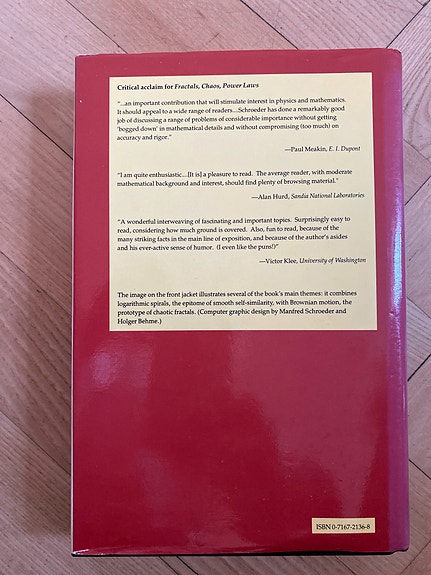 Critical acclaim for Fractals, Chaos, Power Laws
"...an important contribution that will stimulate interest in physics and mathematics.
It should appeal to a wide range of readers....Schroeder has done a remarkably good
job of discussing a range of problems of considerable importance without getting
'bogged down' in mathematical details and without compromising (too much) on
accuracy and rigor."
—Paul Meakin, E. I. Dupont
"I am quite enthusiastic....[It is] a pleasure to read. The average reader, with moderate
mathematical background and interest, should find plenty of browsing material."
—Alan Hurd, Sandia National Laboratories
"A wonderful interweaving of fascinating and important topics. Surprisingly easy to
read, considering how much ground is covered. Also, fun to read, because of the
many striking facts in the main line of exposition, and because of the author's asides
and his ever-active sense of humor. (I even like the puns!)"
—Victor Klee, University of Washington
The image on the front jacket illustrates several of the book's main themes: it combines
logarithmic spirals, the epitome of smooth self-similarity, with Brownian motion, the
prototype of chaotic fractals. (Computer graphic design by Manfred Schroeder and
Holger Behme.)
ISBN 0-7167-2136-8